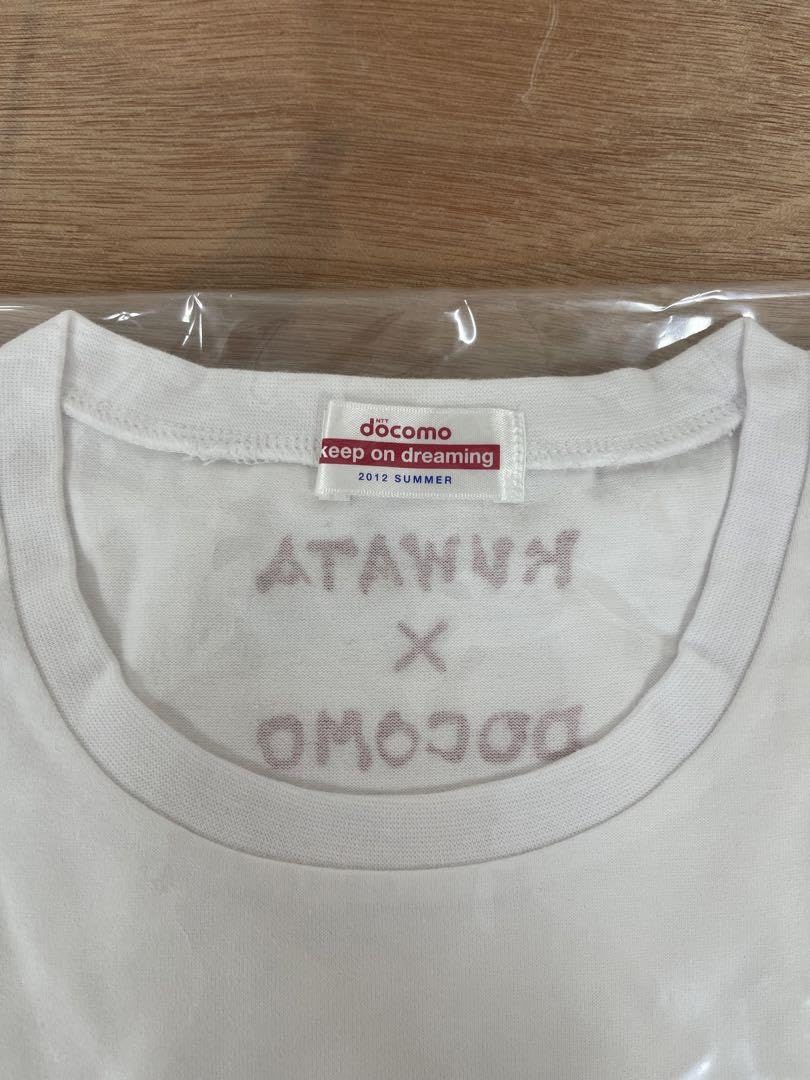 NTT
docomo
keep on dreaming
2012 SUMMER
KUWATA
X
DOCOMO